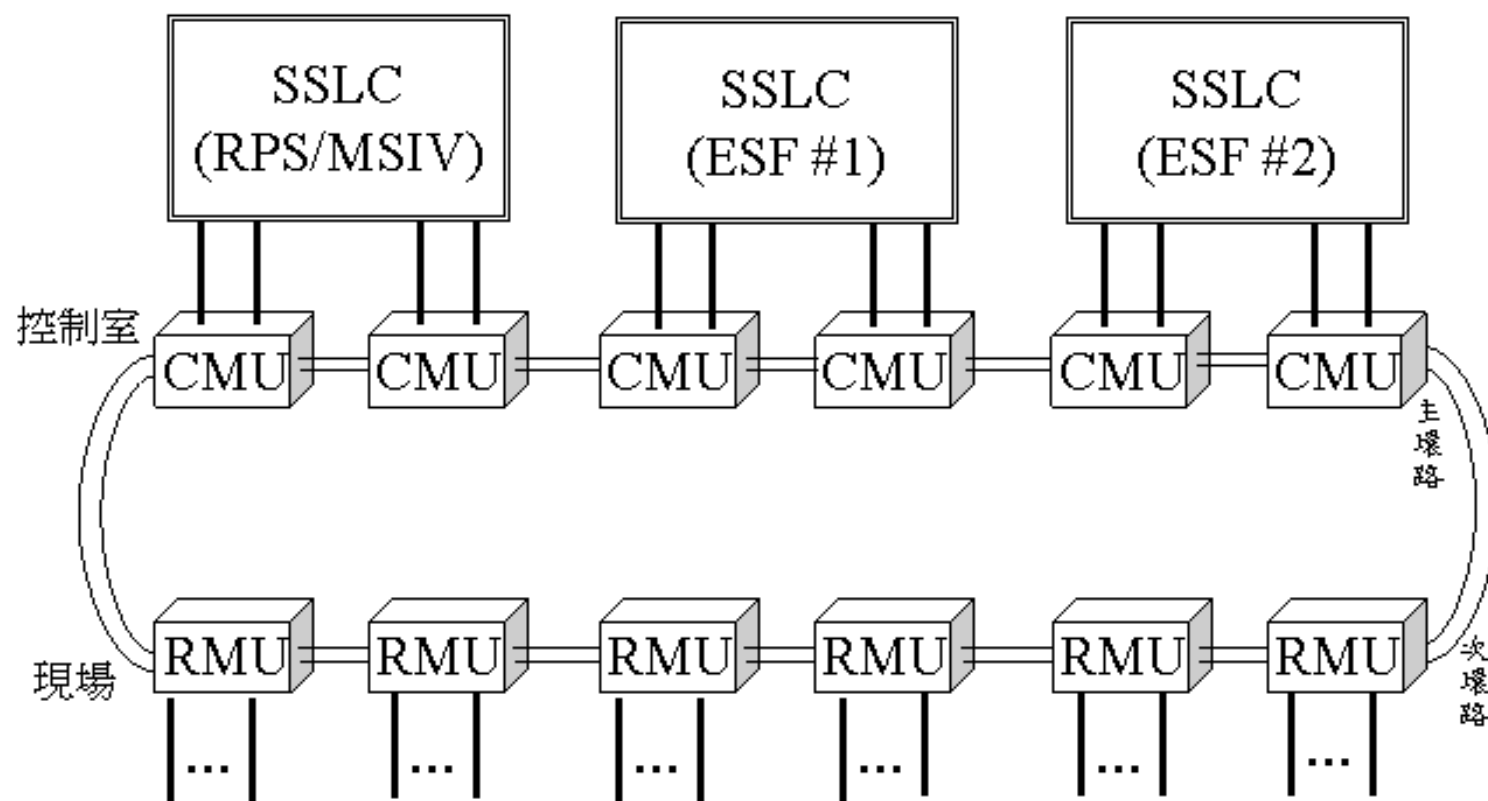 SSLC
(RPS/MSIV)
SSLC
(ESF #1)
SSLC
(ESF #2)
控制室
CMU
CMU
CMU
CMU
CMU
CMU
主環路
現場
RMU
RMU
RMU
RMU
RMU
RMU
次環路
...
...
...
...
...
...